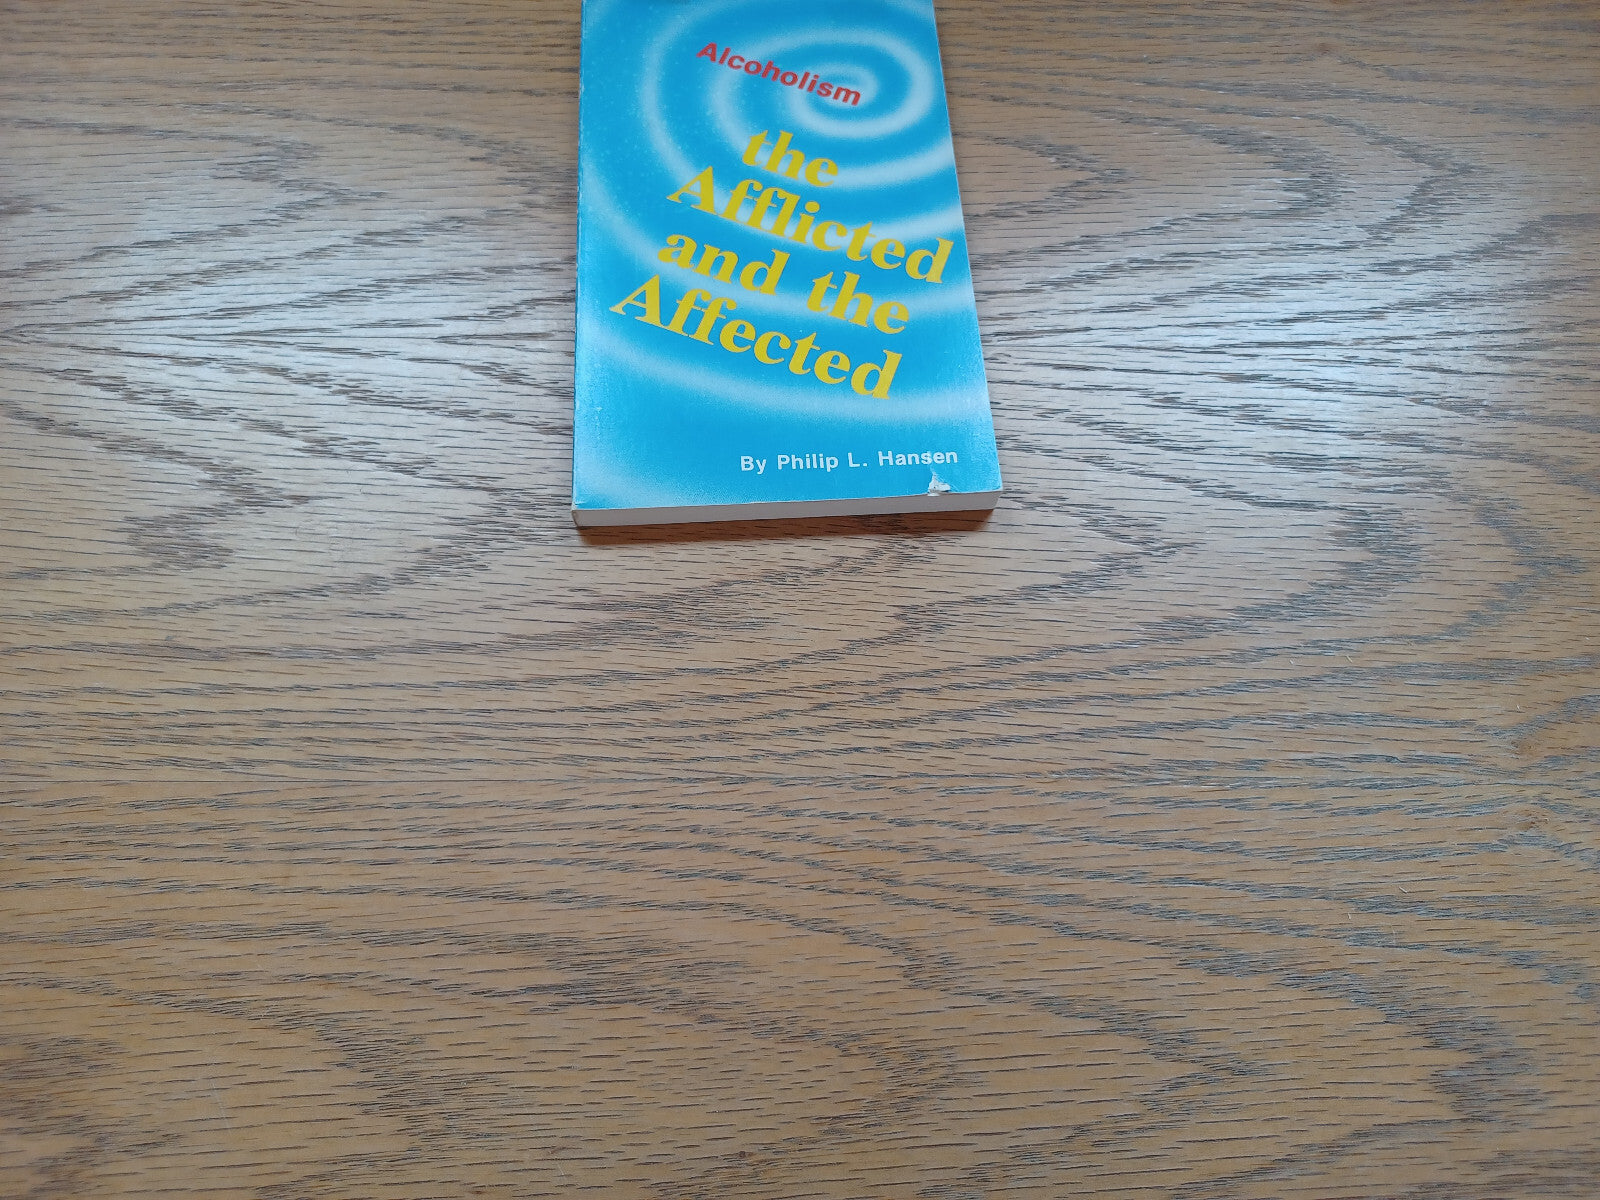 Alcoholism
the
Afflicted
and the
Affected
By Philip L. Hansen